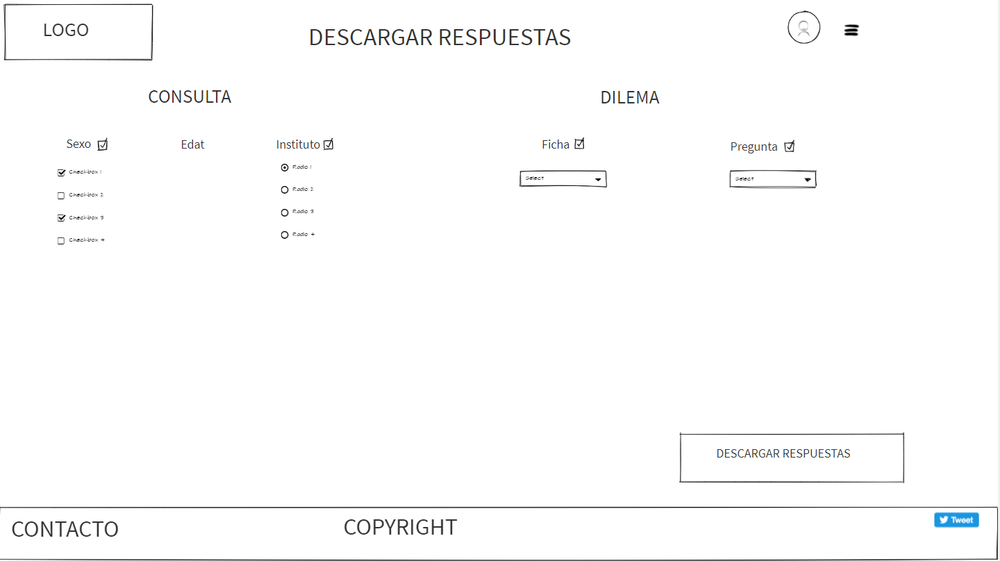 LOGO
DESCARGAR RESPUESTAS
CONSULTA
DILEMA
Sexo
Edat
Instituto
Ficha
Pregunta
Checkbox 1
Checkbox 2
Checkbox 3
Checkbox 4
Radio 1
Radio 2
Radio 3
Radio 4
Select
Select
DESCARGAR RESPUESTAS
CONTACTO
COPYRIGHT
Tweet